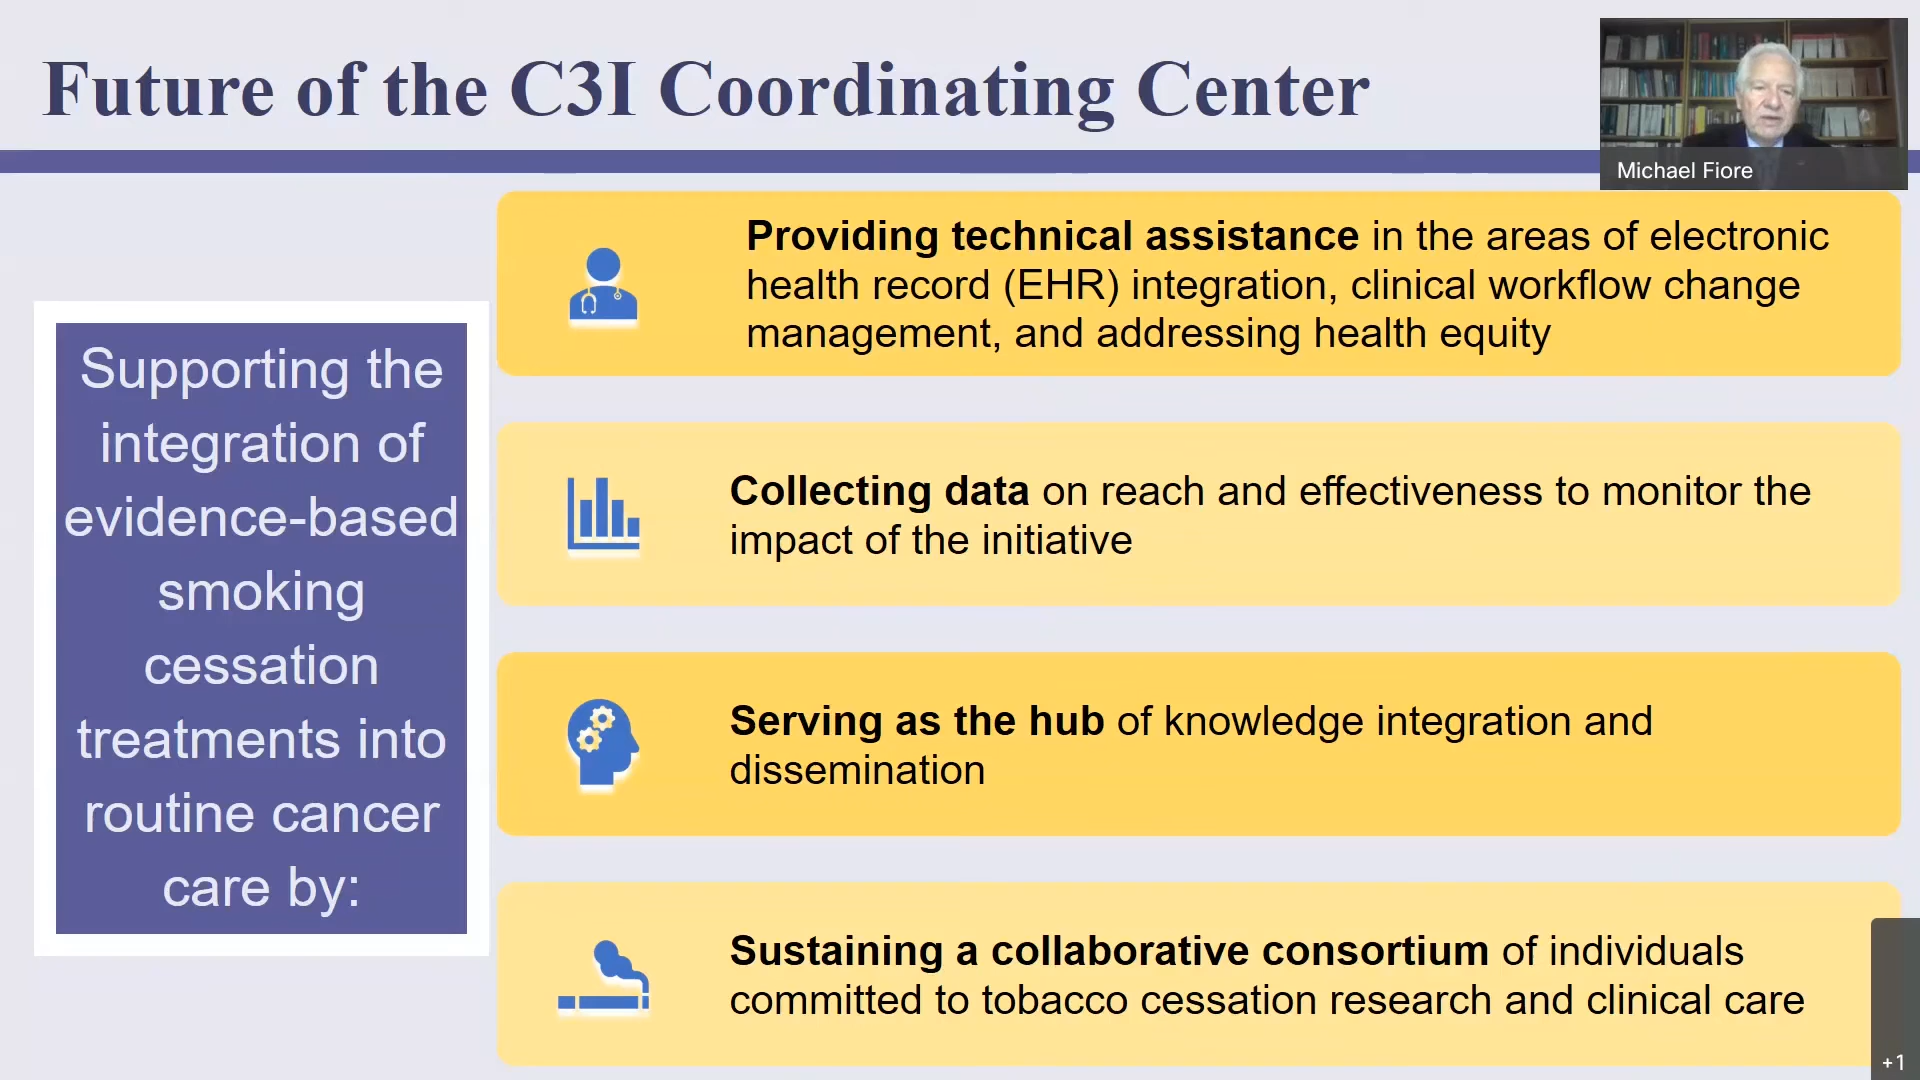 Future of the C3I Coordinating Center
Michael Fiore
Supporting the
integration of
evidence-based
smoking
cessation
treatments into
routine cancer
care by:
Providing technical assistance in the areas of electronic
health record (EHR) integration, clinical workflow change
management, and addressing health equity
Collecting data on reach and effectiveness to monitor the
impact of the initiative
Serving as the hub of knowledge integration and
dissemination
Sustaining a collaborative consortium of individuals
committed to tobacco cessation research and clinical care
+1